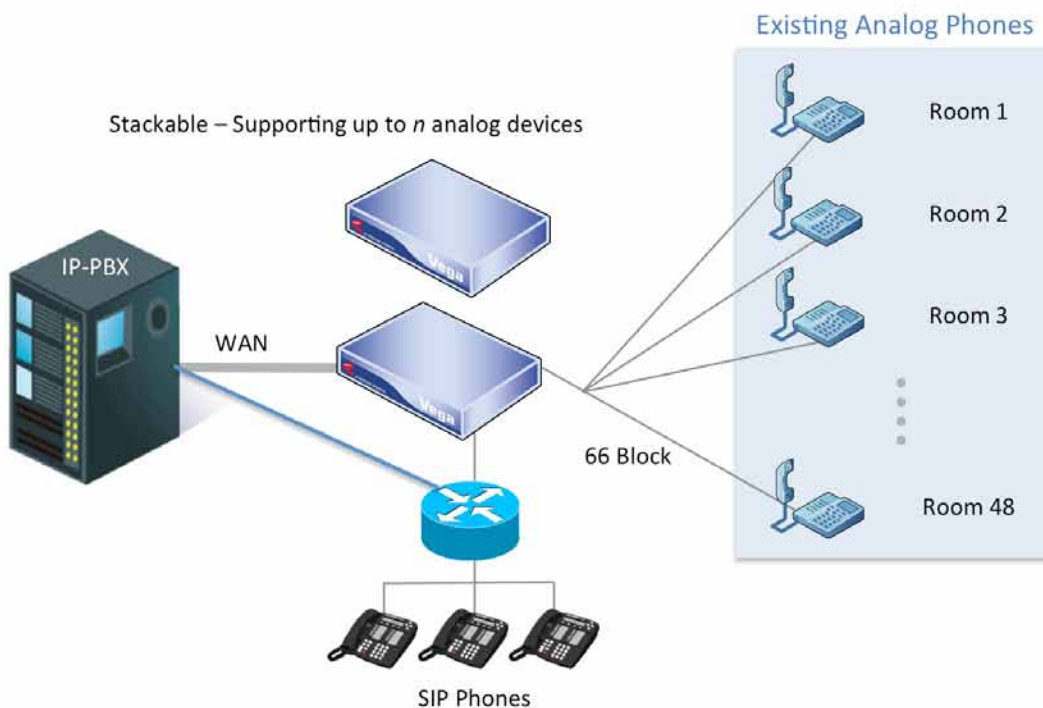 Existing Analog Phones
Stackable – Supporting up to n analog devices
Room 1
Room 2
Room 3
Room 48
IP-PBX
WAN
Vega
Vega
66 Block
SIP Phones